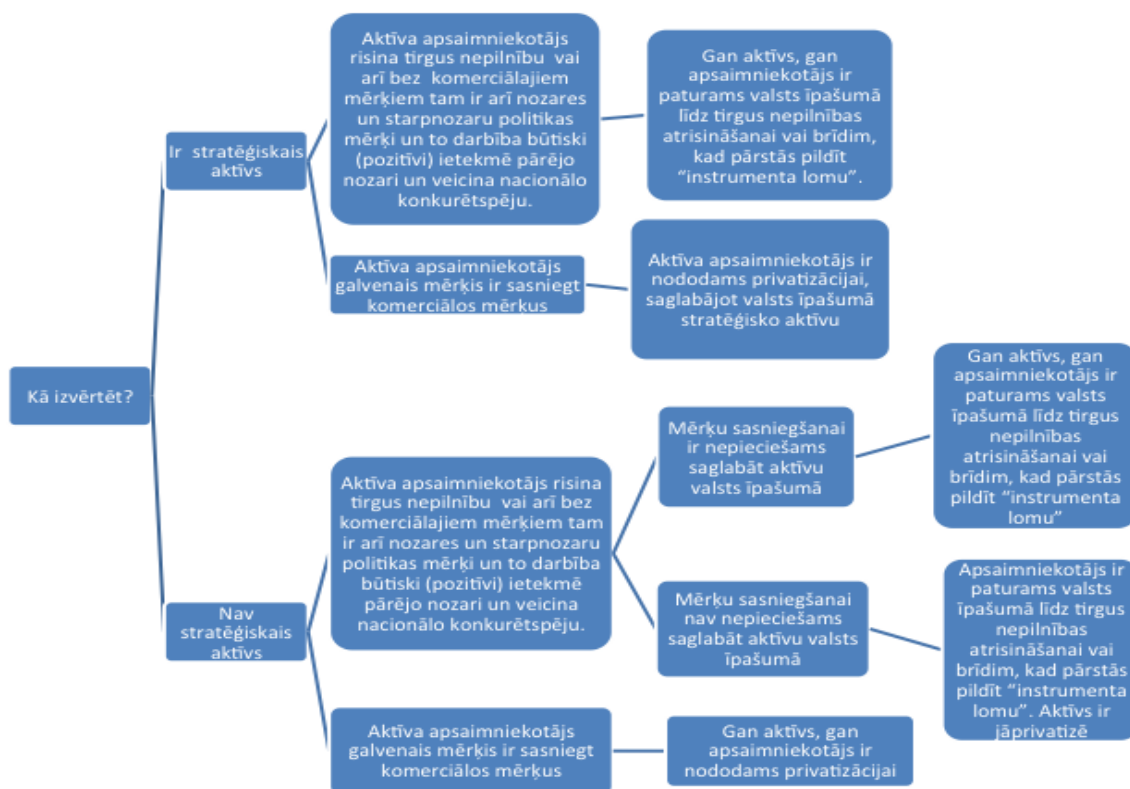 Kā izvērtēt?
Ir  stratēģiskais
aktīvs
Aktīva apsaimniekotājs
risina tirgus nepilnību  vai
arī bez  komerciālajiem
mērķiem tam ir arī nozares
un starpnozaru politikas
mērķi un to darbība būtiski
(pozitīvi) ietekmē pārējo
nozari un veicina nacionālo
konkurētspēju.
Gan aktīvs, gan
apsaimniekotājs ir
paturams valsts īpašumā
līdz tirgus nepilnības
atrisināšanai vai brīdim,
kad pārstās pildīt
“instrumenta lomu”.
Aktīva apsaimniekotājs
galvenais mērķis ir sasniegt
komerciālos mērķus
Aktīva apsaimniekotājs ir
nododams privatizācijai,
saglabājot valsts īpašumā
stratēģisko aktīvu
Nav
stratēģiskais
aktīvs
Aktīva apsaimniekotājs risina
tirgus nepilnību  vai arī bez
komerciālajiem mērķiem tam
ir arī nozares un starpnozaru
politikas mērķi un to darbība
būtiski (pozitīvi) ietekmē
pārējo nozari un veicina
nacionālo konkurētspēju.
Mērķu sasniegšanai
ir nepieciešams
saglabāt aktīvu
valsts īpašumā
Gan aktīvs, gan
apsaimniekotājs ir
paturams valsts
īpašumā līdz tirgus
nepilnības
atrisināšanai vai
brīdim, kad pārstās
pildīt “instrumenta
lomu”
Mērķu sasniegšanai
nav nepieciešams
saglabāt aktīvu valsts
īpašumā
Apsaimniekotājs ir
paturams valsts
īpašumā līdz tirgus
nepilnības
atrisināšanai vai
brīdim, kad pārstās
pildīt “instrumenta
lomu”. Aktīvs ir
jāprivatizē
Aktīva apsaimniekotājs
galvenais mērķis ir sasniegt
komerciālos mērķus
Gan aktīvs, gan
apsaimniekotājs ir
nododams privatizācijai